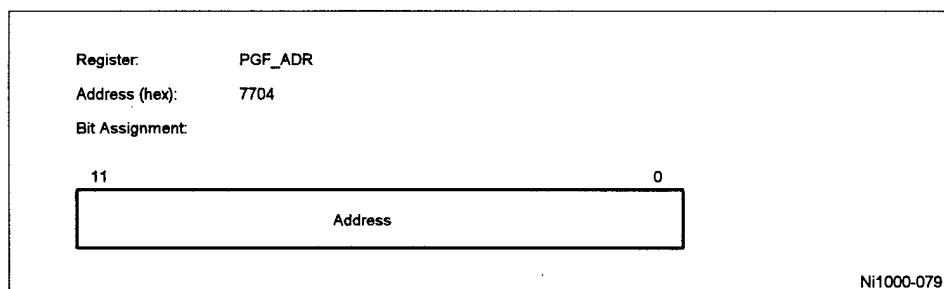 Register: PGF_ADR
Address (hex): 7704
Bit Assignment:
11 0
Address
Ni1000-079